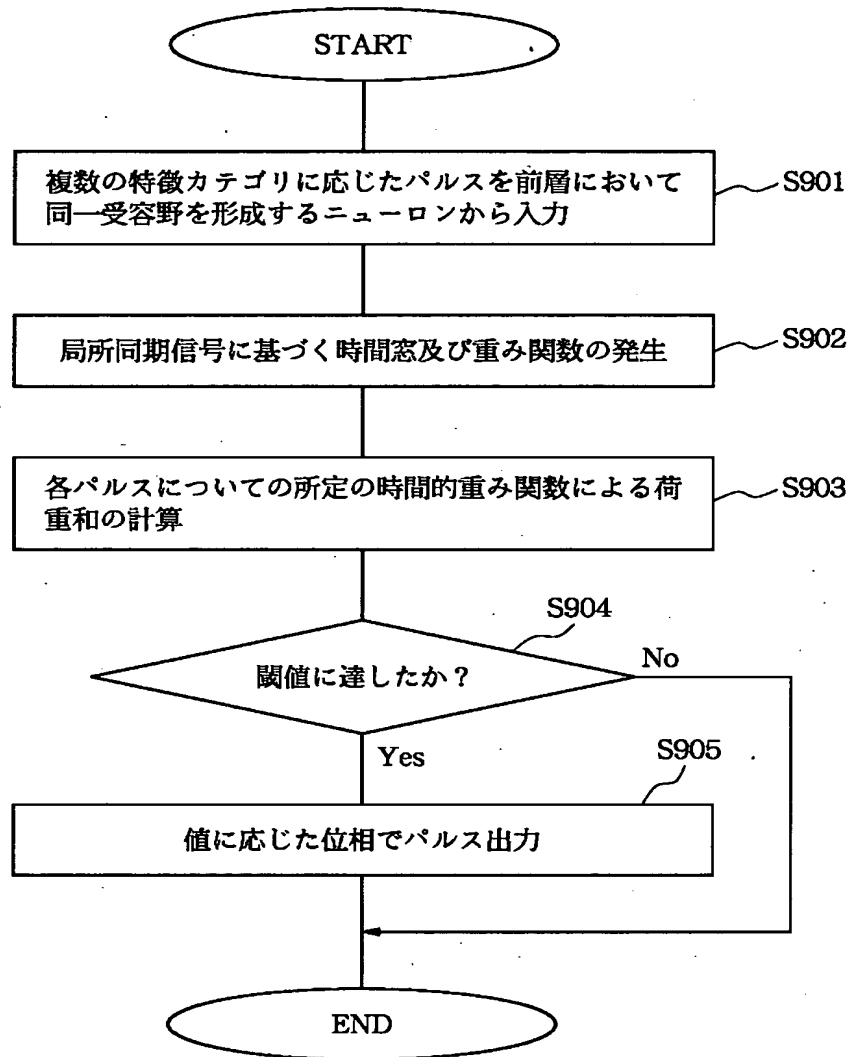 START
複数の特徴カテゴリに応じたパルスを前層において
同一受容野を形成するニューロンから入力
S901
局所同期信号に基づく時間窓及び重み関数の発生
S902
各パルスについての所定の時間的重み関数による荷
重和の計算
S903
S904
閾値に達したか?
No
Yes
S905
値に応じた位相でパルス出力
END